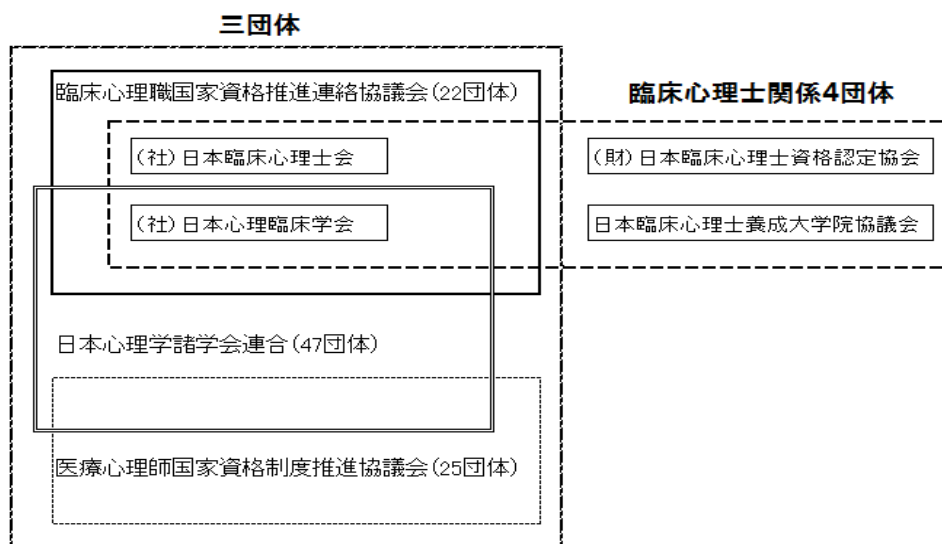 三団体
臨床心理職国家資格推進連絡協議会(22団体)
臨床心理士関係4団体
(社)日本臨床心理士会
(財)日本臨床心理士資格認定協会
(社)日本心理臨床学会
日本臨床心理士養成大学院協議会
日本心理学諸学会連合(47団体)
医療心理師国家資格制度推進協議会(25団体)